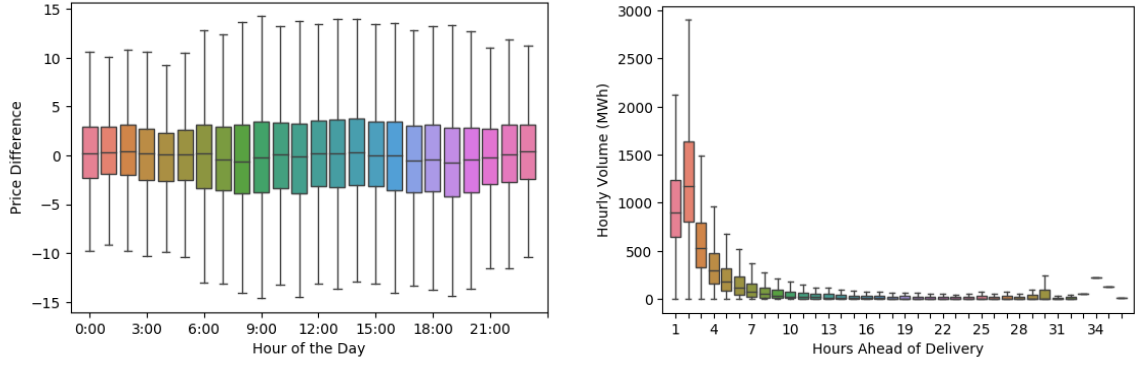 15
10
5
0
−5
−10
−15
Price Difference
0:00 3:00 6:00 9:00 12:00 15:00 18:00 21:00
Hour of the Day
3000
2500
2000
1500
1000
500
0
Hourly Volume (MWh)
1 4 7 10 13 16 19 22 25 28 31 34
Hours Ahead of Delivery